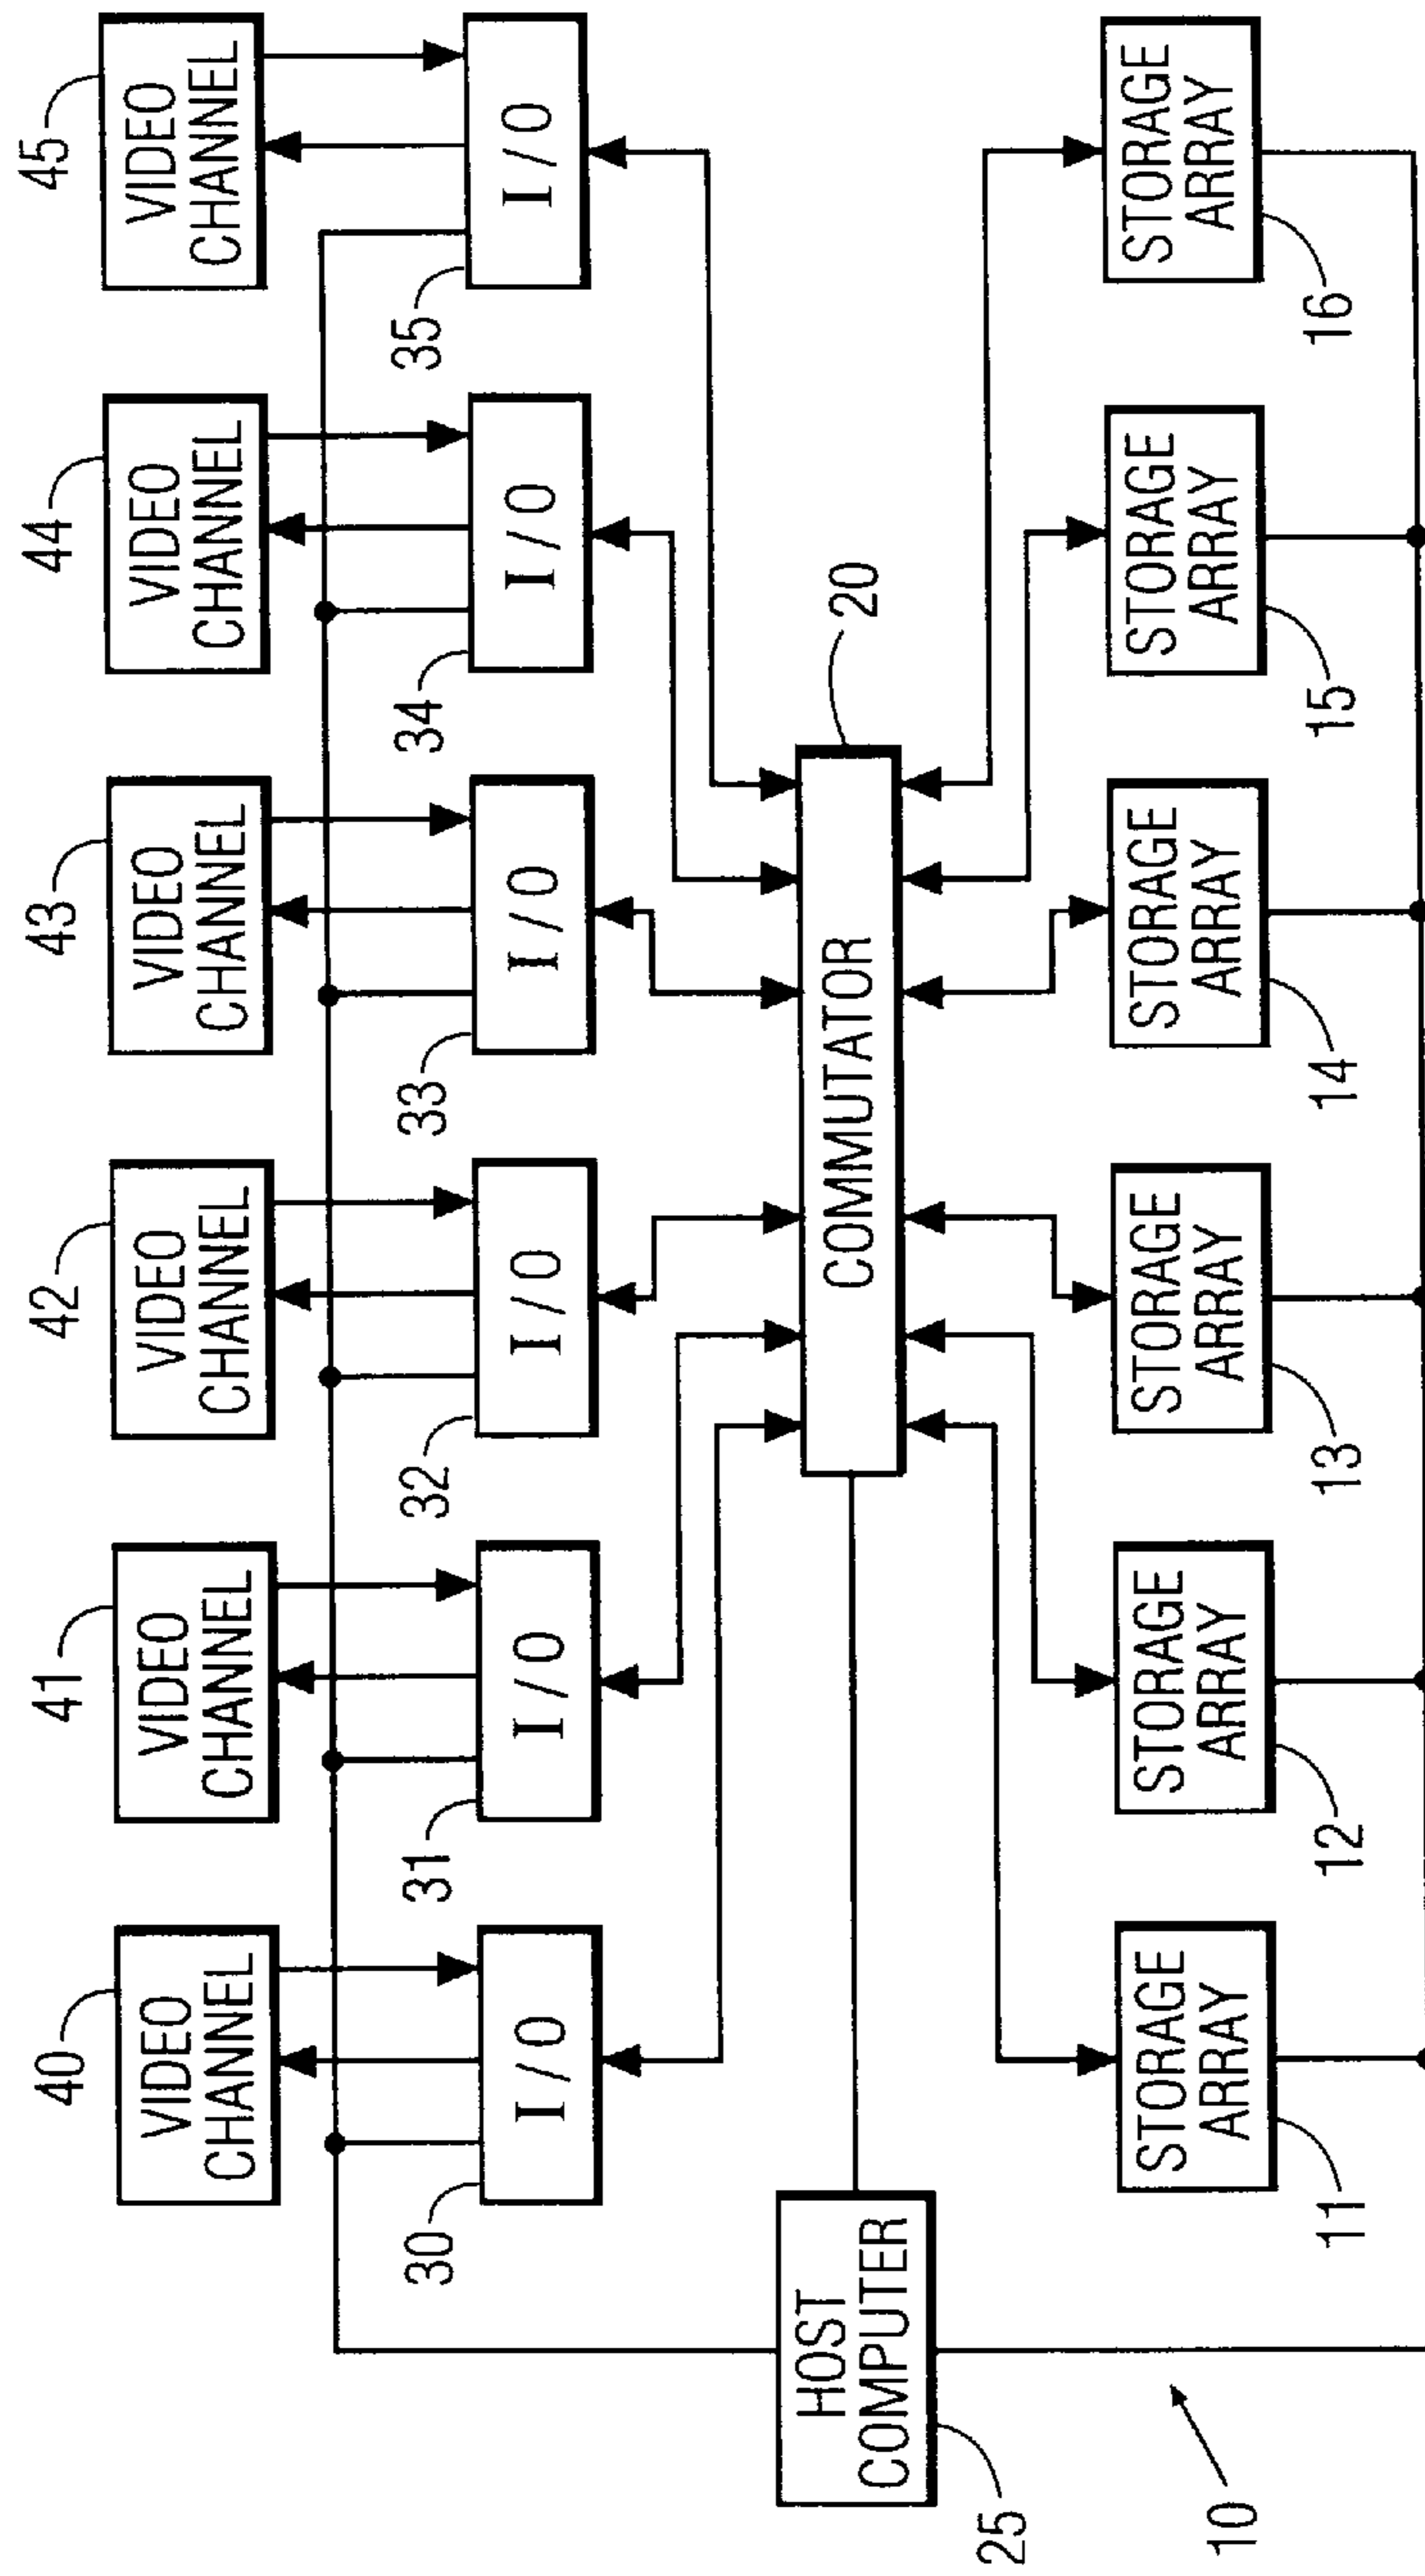 40
41
42
43
44
45
VIDEO
CHANNEL
VIDEO
CHANNEL
VIDEO
CHANNEL
VIDEO
CHANNEL
VIDEO
CHANNEL
VIDEO
CHANNEL
30
31
32
33
34
35
I/O
I/O
I/O
I/O
I/O
I/O
20
HOST
COMPUTER
25
COMMUTATOR
10
STORAGE
ARRAY
STORAGE
ARRAY
STORAGE
ARRAY
STORAGE
ARRAY
STORAGE
ARRAY
STORAGE
ARRAY
11
12
13
14
15
16